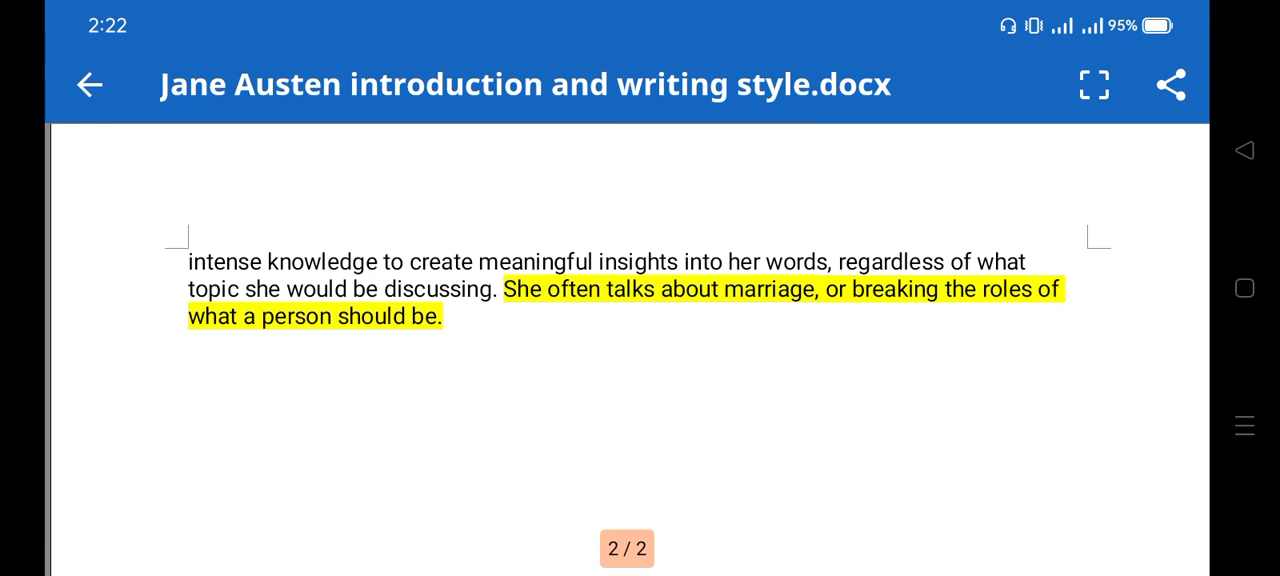 2:22
95%
Jane Austen introduction and writing style.docx
intense knowledge to create meaningful insights into her words, regardless of what
topic she would be discussing. She often talks about marriage, or breaking the roles of
what a person should be.
2 / 2